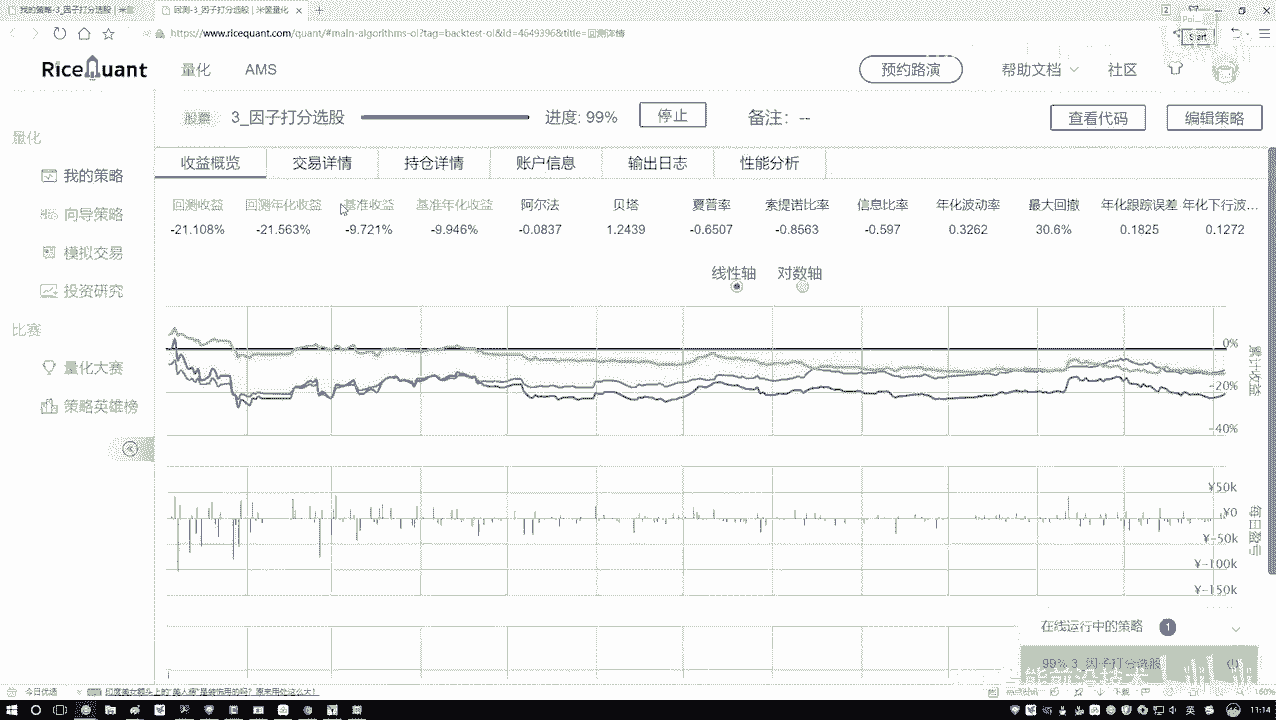 我的策略-3_因子打分选股 | 米筐
回测-3_因子打分选股 | 米筐量化
https://www.ricequant.com/quant/#main-algorithms-ol?tag=backtest-ol&id=4649396&title=回测详情
RiceQuant 量化 AMS 预约路演 帮助文档 社区
股票 3_因子打分选股 进度: 99% 停止 备注: -- 查看代码 编辑策略
量化
我的策略
向导策略
模拟交易
投资研究
比赛
量化大赛
策略英雄榜
收益概览 交易详情 持仓详情 账户信息 输出日志 性能分析
回测收益 回测年化收益 基准收益 基准年化收益 阿尔法 贝塔 夏普率 索提诺比率 信息比率 年化波动率 最大回撤 年化跟踪误差 年化下行波...
-21.108% -21.563% -9.721% -9.946% -0.0837 1.2439 -0.6507 -0.8563 -0.597 0.3262 30.6% 0.1825 0.1272
线性轴 对数轴
0%
-20%
-40%
累计收益
¥50k
¥0
¥-50k
¥-100k
¥-150k
每日盈亏
在线运行中的策略 1
99% 3_因子打分选股
今日优选
11:14